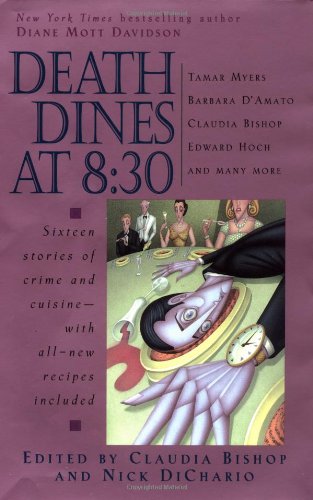 New York Times bestselling author
DIANE MOTT DAVIDSON
DEATH
DINES
AT 8:30
TAMAR MYERS
BARBARA D'AMATO
CLAUDIA BISHOP
EDWARD HOCH
AND MANY MORE
Sixteen
stories of
crime and
cuisine—
with
all-new
recipes
included
EDITED BY CLAUDIA BISHOP
AND NICK DICHARIO